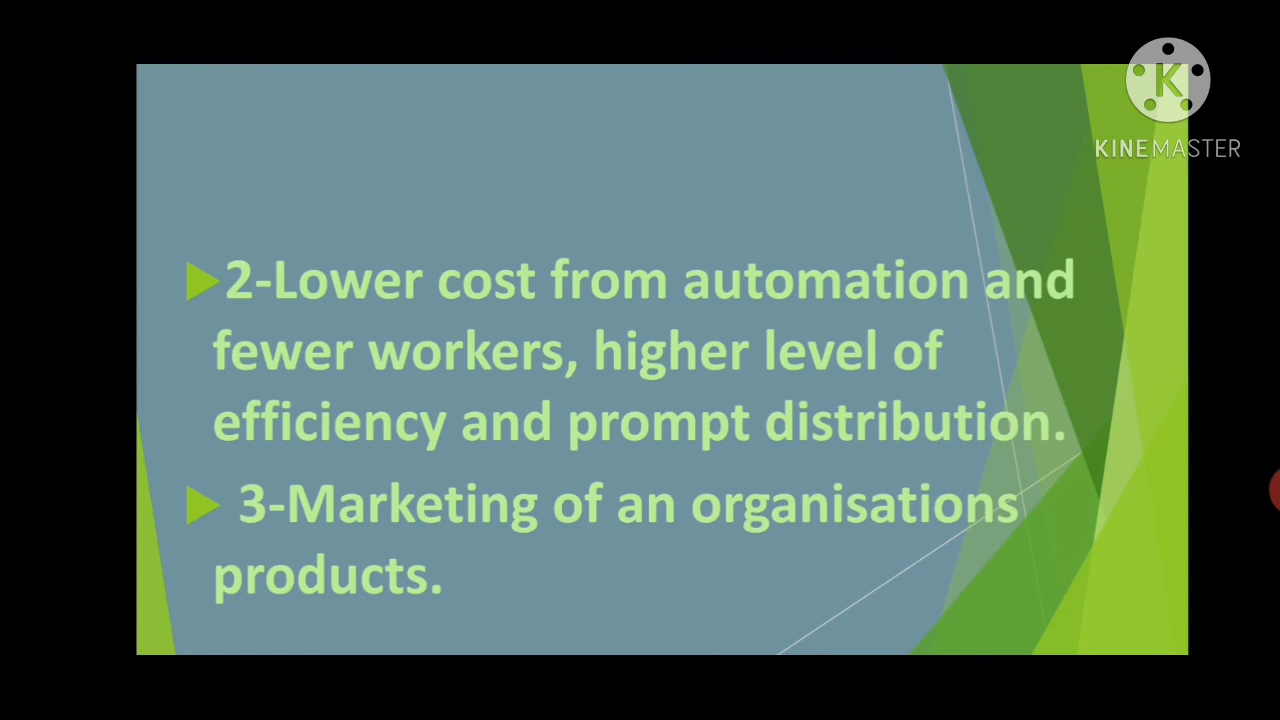 K
KINEMASTER
2-Lower cost from automation and
fewer workers, higher level of
efficiency and prompt distribution.
3-Marketing of an organisations
products.